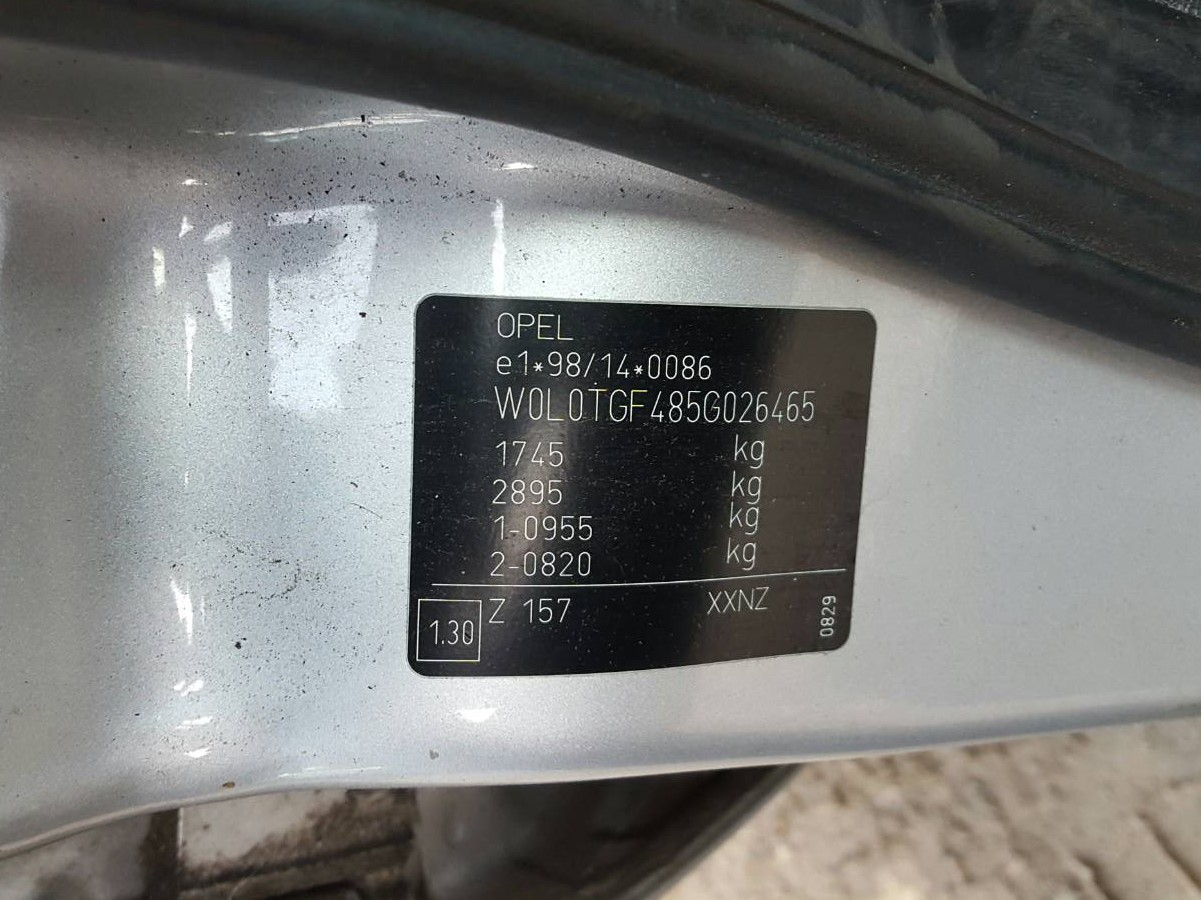 OPEL
e1*98/14*0086
W0L0TGF485G026465
1745 kg
2895 kg
1-0955 kg
2-0820 kg
1.30 Z 157 XXNZ 0829